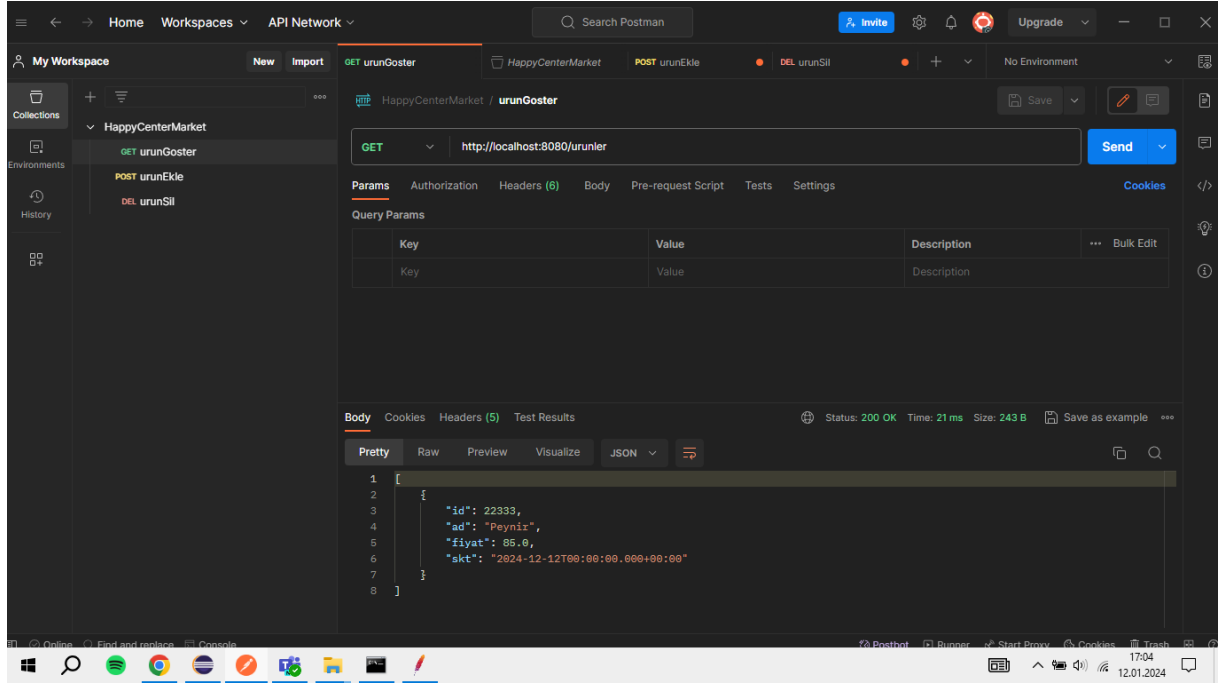 Home Workspaces API Network Search Postman Invite Upgrade
My Workspace New Import GET urunGoster HappyCenterMarket POST urunEkle DEL urunSil No Environment
Collections
Environments
History
HappyCenterMarket
GET urunGoster
POST urunEkle
DEL urunSil
HTTP HappyCenterMarket / urunGoster Save
GET http://localhost:8080/urunler Send
Params Authorization Headers (6) Body Pre-request Script Tests Settings Cookies
Query Params
Key Value Description Bulk Edit
Key Value Description
Body Cookies Headers (5) Test Results Status: 200 OK Time: 21 ms Size: 243 B Save as example
Pretty Raw Preview Visualize JSON
1 [
2 {
3 "id": 22333,
4 "ad": "Peynir",
5 "fiyat": 85.0,
6 "skt": "2024-12-12T00:00:00.000+00:00"
7 }
8 ]
Online Find and replace Console Postbot Runner Start Proxy Cookies Trash
17:04
12.01.2024